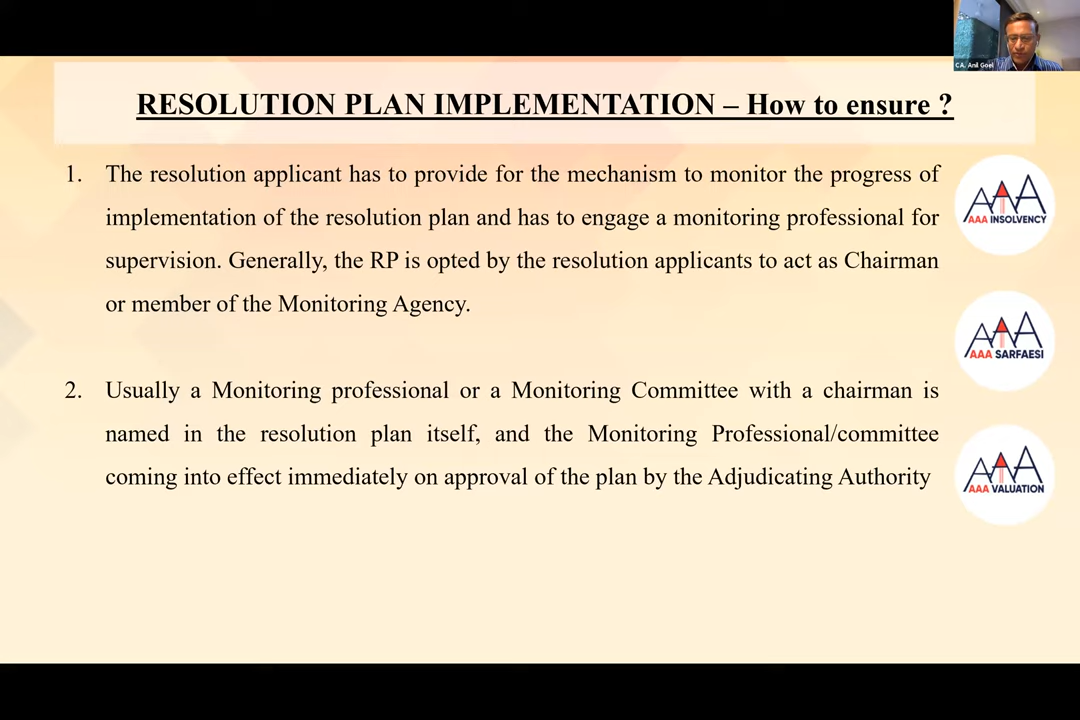 CA. Anil Goel
RESOLUTION PLAN IMPLEMENTATION – How to ensure ?
1. The resolution applicant has to provide for the mechanism to monitor the progress of
implementation of the resolution plan and has to engage a monitoring professional for
supervision. Generally, the RP is opted by the resolution applicants to act as Chairman
or member of the Monitoring Agency.
2. Usually a Monitoring professional or a Monitoring Committee with a chairman is
named in the resolution plan itself, and the Monitoring Professional/committee
coming into effect immediately on approval of the plan by the Adjudicating Authority
AAA
AAA INSOLVENCY
AAA
AAA SARFAESI
AAA
AAA VALUATION